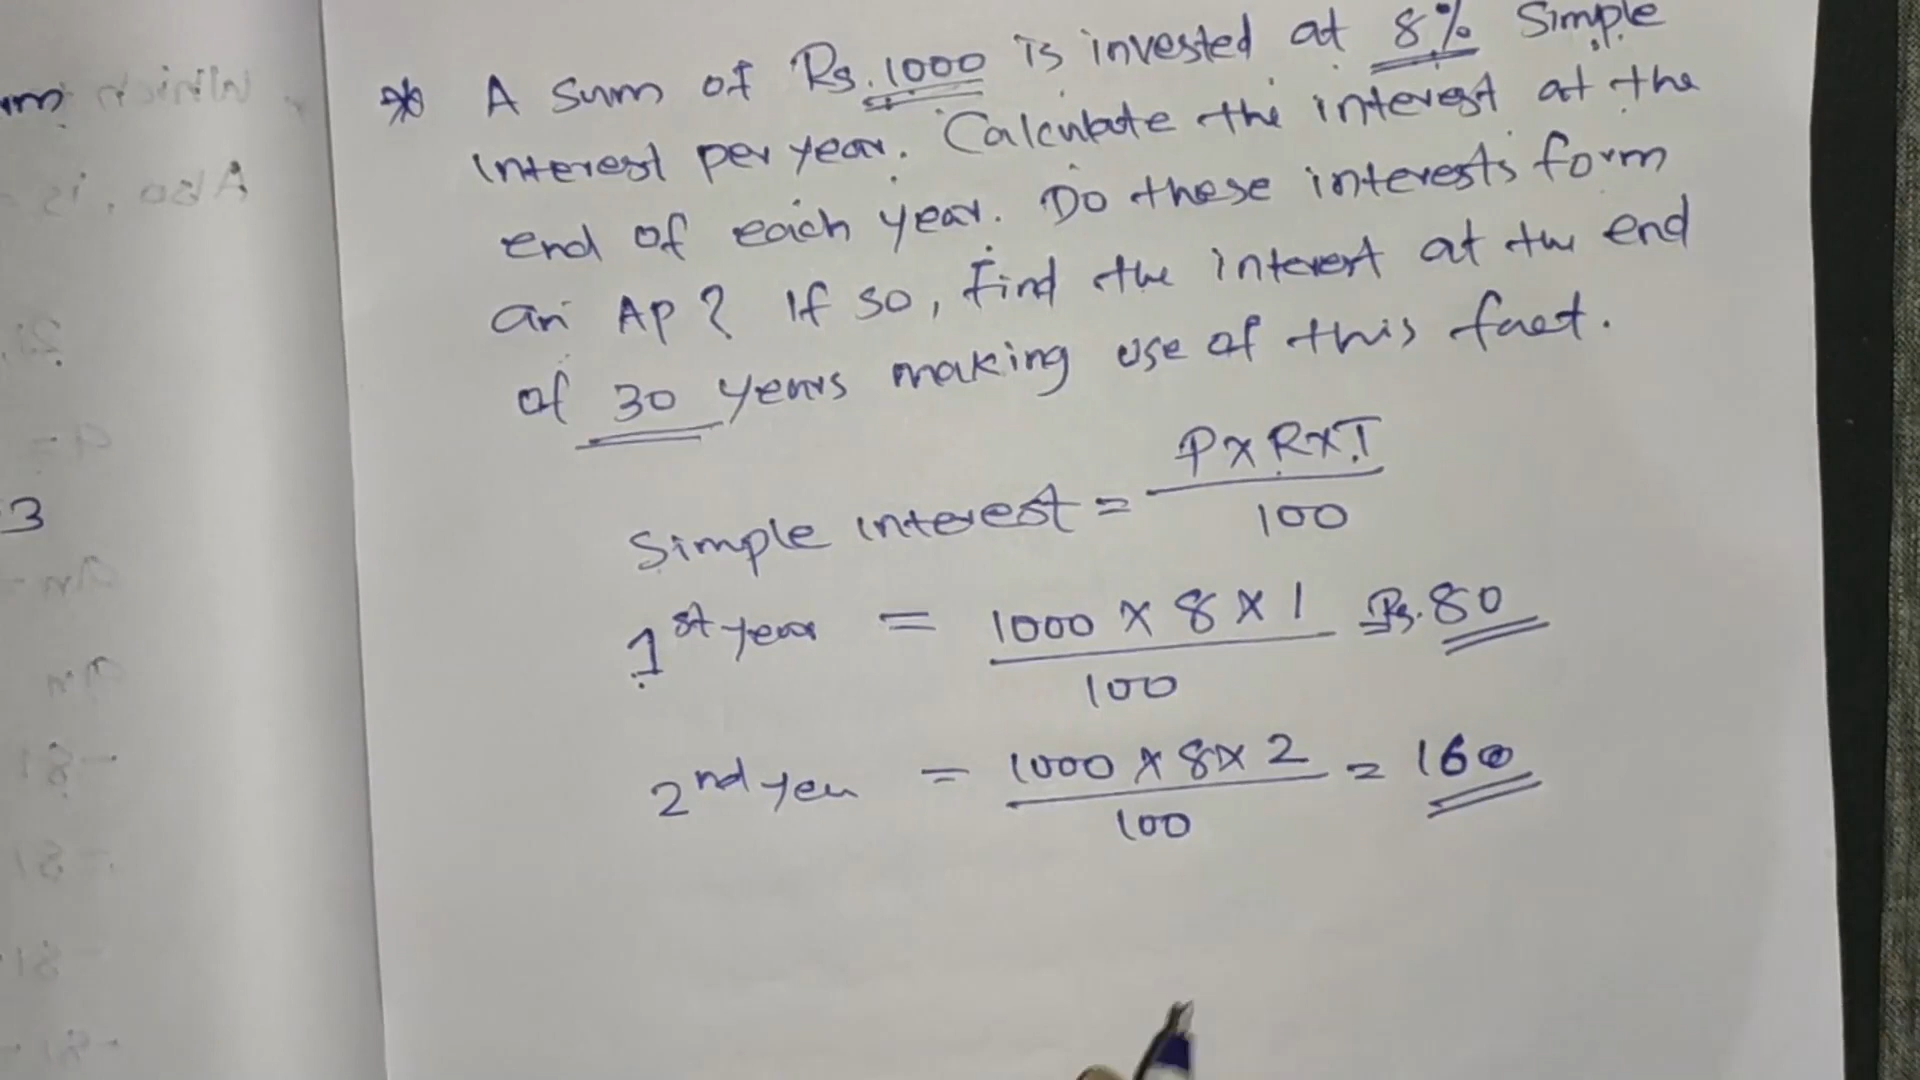 A sum of Rs.1000 is invested at 8% Simple
interest per year. Calculate the interest at the
end of each year. Do these interests form
an AP? If so, find the interest at the end
of 30 years making use of this fact.
Simple interest = P×R×T
100
1st year = 1000 × 8 × 1 Rs.80
100
2nd year = 1000 × 8 × 2 = 160
100
3